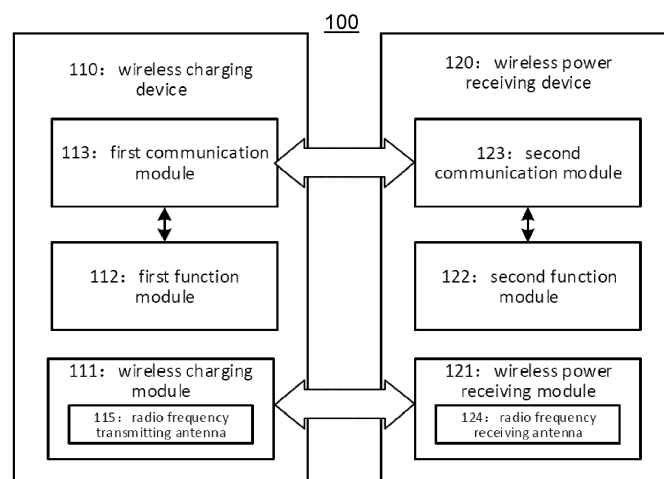 100
110：wireless charging
device
113：first communication
module
112：first function
module
111：wireless charging
module
115：radio frequency
transmitting antenna
120：wireless power
receiving device
123：second
communication module
122：second function
module
121：wireless power
receiving module
124：radio frequency
receiving antenna